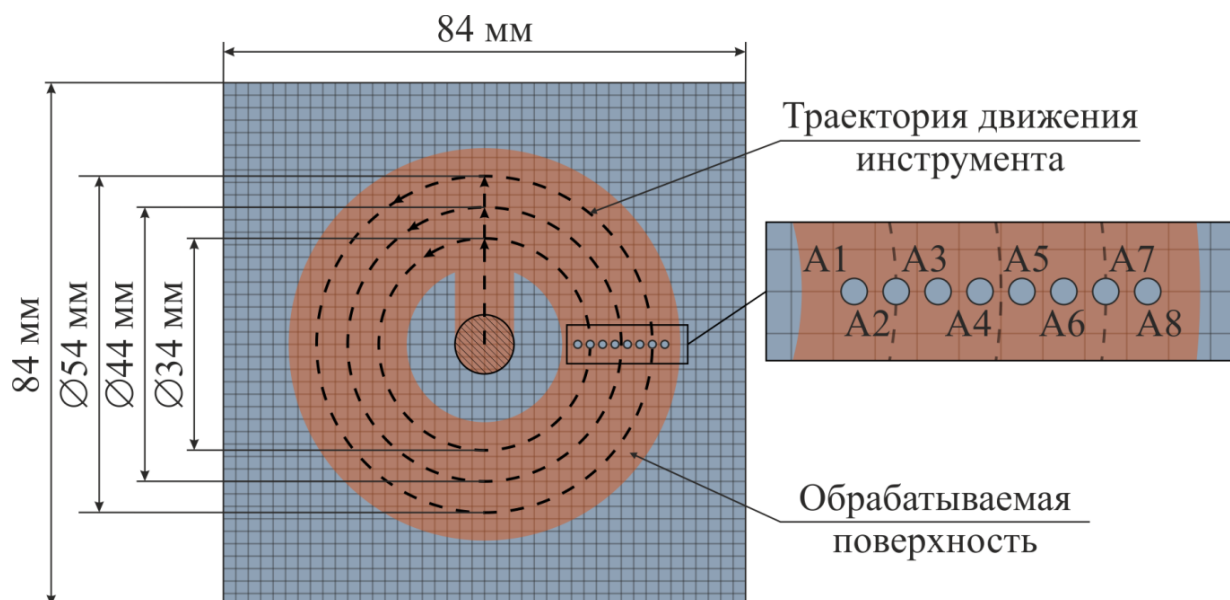 84 мм
Траектория движения
инструмента
84 мм
∅54 мм
∅44 мм
∅34 мм
A1
A3
A5
A7
A2
A4
A6
A8
Обрабатываемая
поверхность